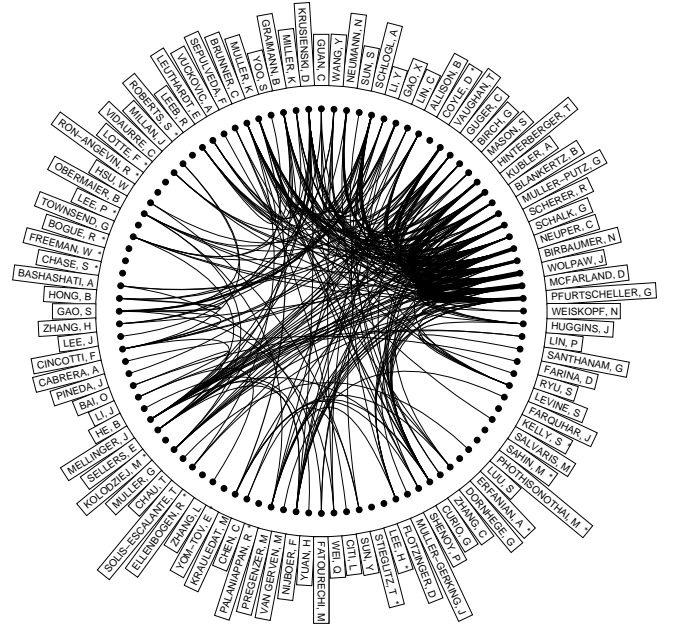 KRUSIENSKI, D
GUAN, C
WANG, Y
NEUMANN, N
SUN, S
SCHLOGL, A
LI, Y
GAO, X
LIN, C
ALLISON, B
COYLE, D *
VAUGHAN, T
GUGER, C
BIRCH, G
MASON, S
HINTERBERGER, T
KUBLER, A
BLANKERTZ, B
MULLER-PUTZ, G
SCHERER, R
SCHALK, G
NEUPER, C
BIRBAUMER, N
WOLPAW, J
MCFARLAND, D
PFURTSCHELLER, G
WEISKOPF, N
HUGGINS, J
LIN, P
SANTHANAM, G
FARINA, D
RYU, S
LEVINE, S
FARQUHAR, J
KELLY, S *
SALVARIS, M
SAHIN, M *
PHOTHISONOTHAI, M *
LUU, S
ERFANIAN, A *
DORNHEGE, G
ZHANG, C
CURIO, G
SHENOY, P
MULLER-GERKING, J
FLOTZINGER, D
LEE, H *
STIEGLITZ, T *
SUN, Y
CITI, L
WEI, Q
FATOURECHI, M
YUAN, H
NIJBOER, F
VAN GERVEN, M
PREGENZER, M
PALANIAPPAN, R *
CHEN, C
KRAULEDAT, M
YOM-TOV, E
ZHANG, L
ELLENBOGEN, R *
SOLIS-ESCALANTE, T
CHAU, T
MULLER, G
KOLODZIEJ, M *
SELLERS, E
MELLINGER, J
HE, B
LI, J
BAI, O
PINEDA, J
CABRERA, A
CINCOTTI, F
LEE, J
ZHANG, H
GAO, S
HONG, B
BASHASHATI, A
CHASE, S *
FREEMAN, W *
BOGUE, R *
TOWNSEND, G
LEE, P *
OBERMAIER, B
HSU, W
RON-ANGEVIN, R *
LOTTE, F *
VIDAURRE, C
MILLAN, J
ROBERTS, S *
LEEB, R
LEUTHARDT, E
VUCKOVIC, A
SEPULVEDA, F
BRUNNER, C
MULLER, K
YOO, S
GRAIMANN, B
MILLER, K